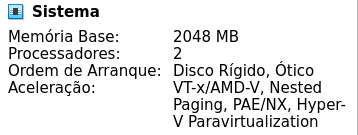 Sistema
Memória Base: 2048 MB
Processadores: 2
Ordem de Arranque: Disco Rígido, Ótico
Aceleração: VT-x/AMD-V, Nested
Paging, PAE/NX, Hyper-
V Paravirtualization